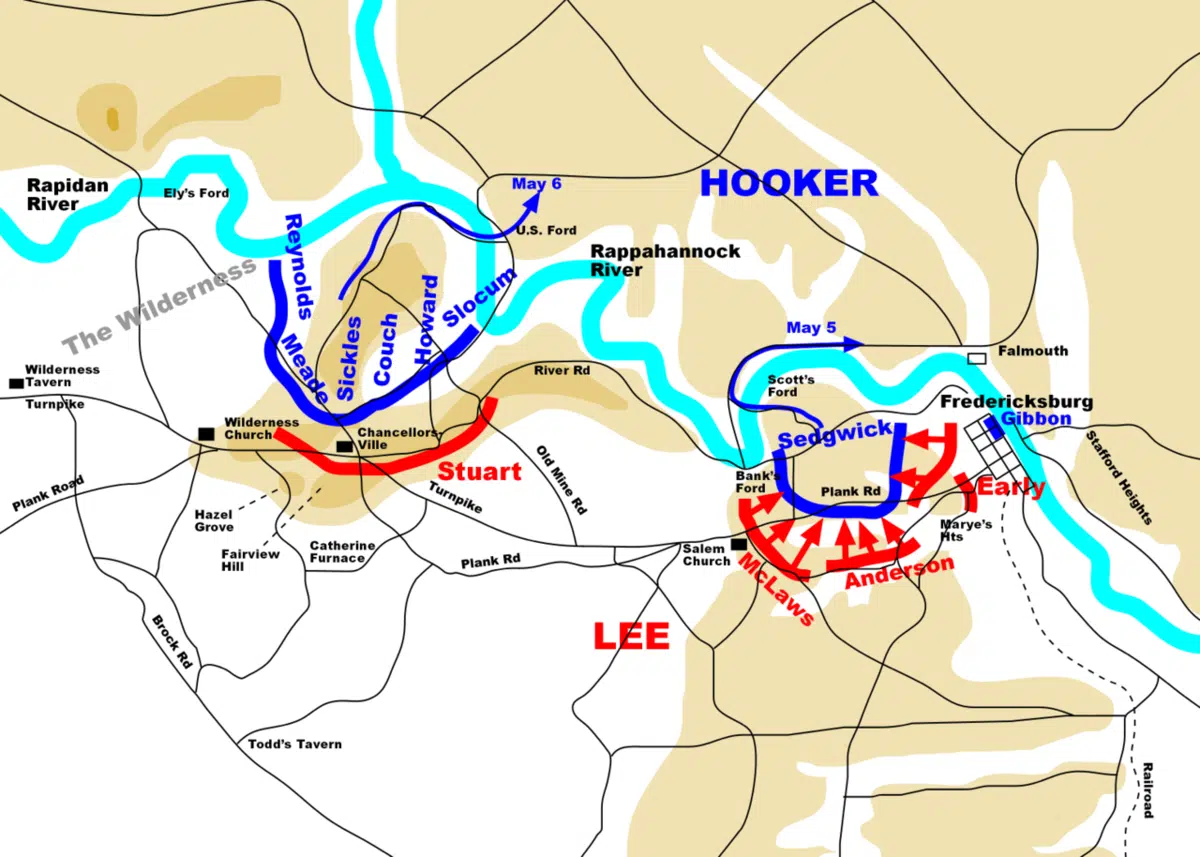 May 6
HOOKER
Rapidan
River
Ely's Ford
Reynolds
U.S. Ford
Rappahannock
River
The Wilderness
Howard
Slocum
Sickles
Couch
Meade
May 5
Falmouth
Wilderness
Tavern
Turnpike
River Rd
Scott's
Ford
Fredericksburg
Gibbon
Wilderness
Church
Chancellors-
Ville
Sedgwick
Stafford Heights
Stuart
Old Mine Rd
Plank Road
Turnpike
Bank's
Ford
Plank Rd
Early
Hazel
Grove
Marye's
Hts
Fairview
Hill
Catherine
Furnace
Plank Rd
Salem
Church
McLaws
Anderson
Brock Rd
LEE
Todd's Tavern
Railroad